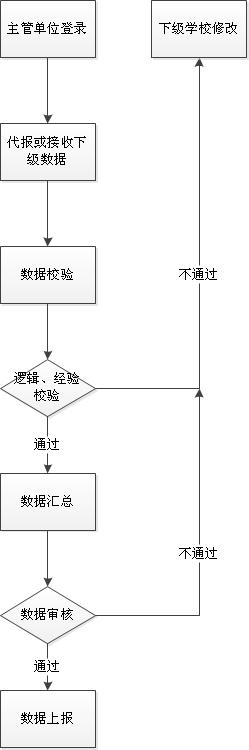 主管单位登录
下级学校修改
代报或接收下
级数据
数据校验
不通过
逻辑、经验
校验
通过
数据汇总
不通过
数据审核
通过
数据上报